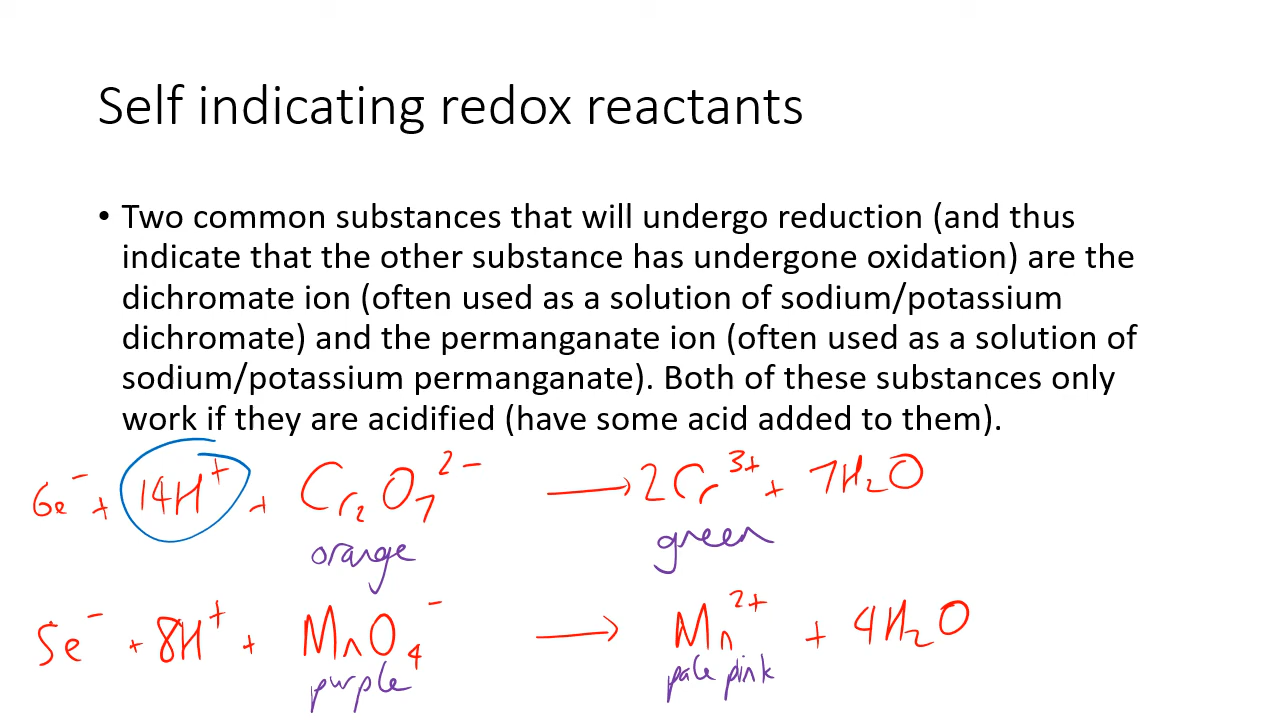 Self indicating redox reactants
• Two common substances that will undergo reduction (and thus
indicate that the other substance has undergone oxidation) are the
dichromate ion (often used as a solution of sodium/potassium
dichromate) and the permanganate ion (often used as a solution of
sodium/potassium permanganate). Both of these substances only
work if they are acidified (have some acid added to them).
6e⁻ + 14H⁺ + Cr₂O₇²⁻ → 2Cr³⁺ + 7H₂O
orange green
5e⁻ + 8H⁺ + MnO₄⁻ → Mn²⁺ + 4H₂O
purple pale pink